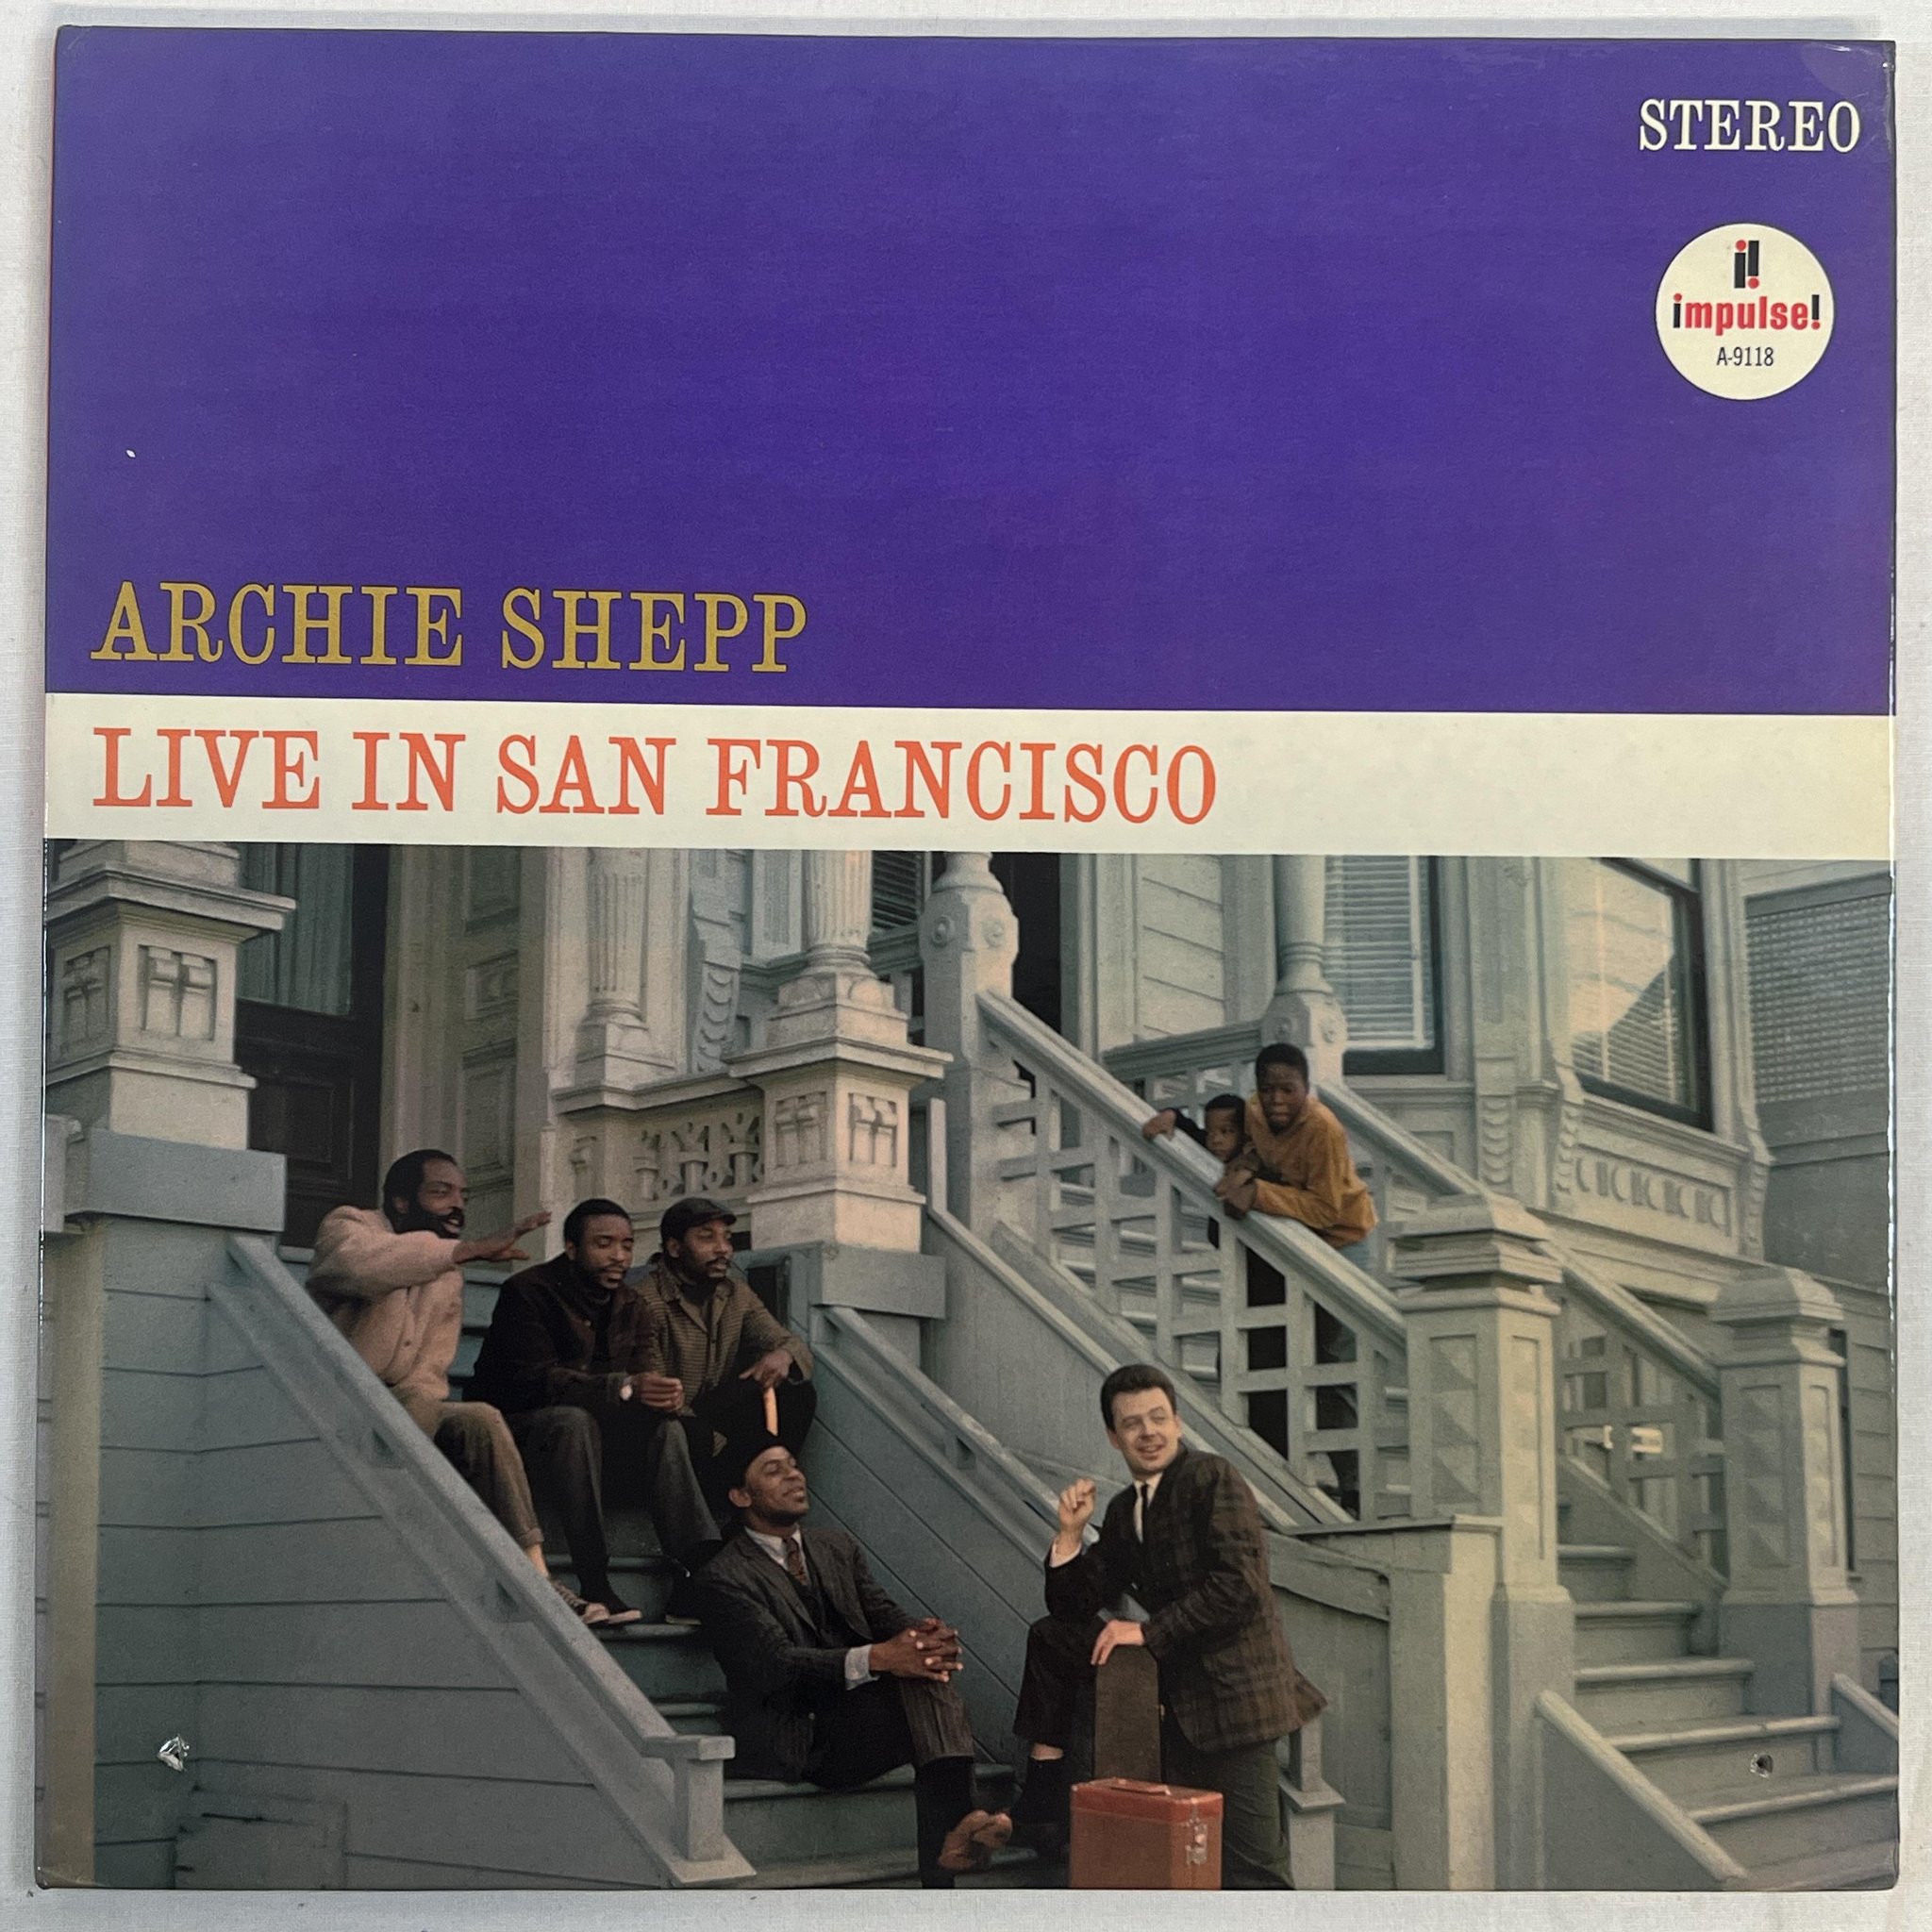 STEREO
i!
impulse!
A-9118
ARCHIE SHEPP
LIVE IN SAN FRANCISCO